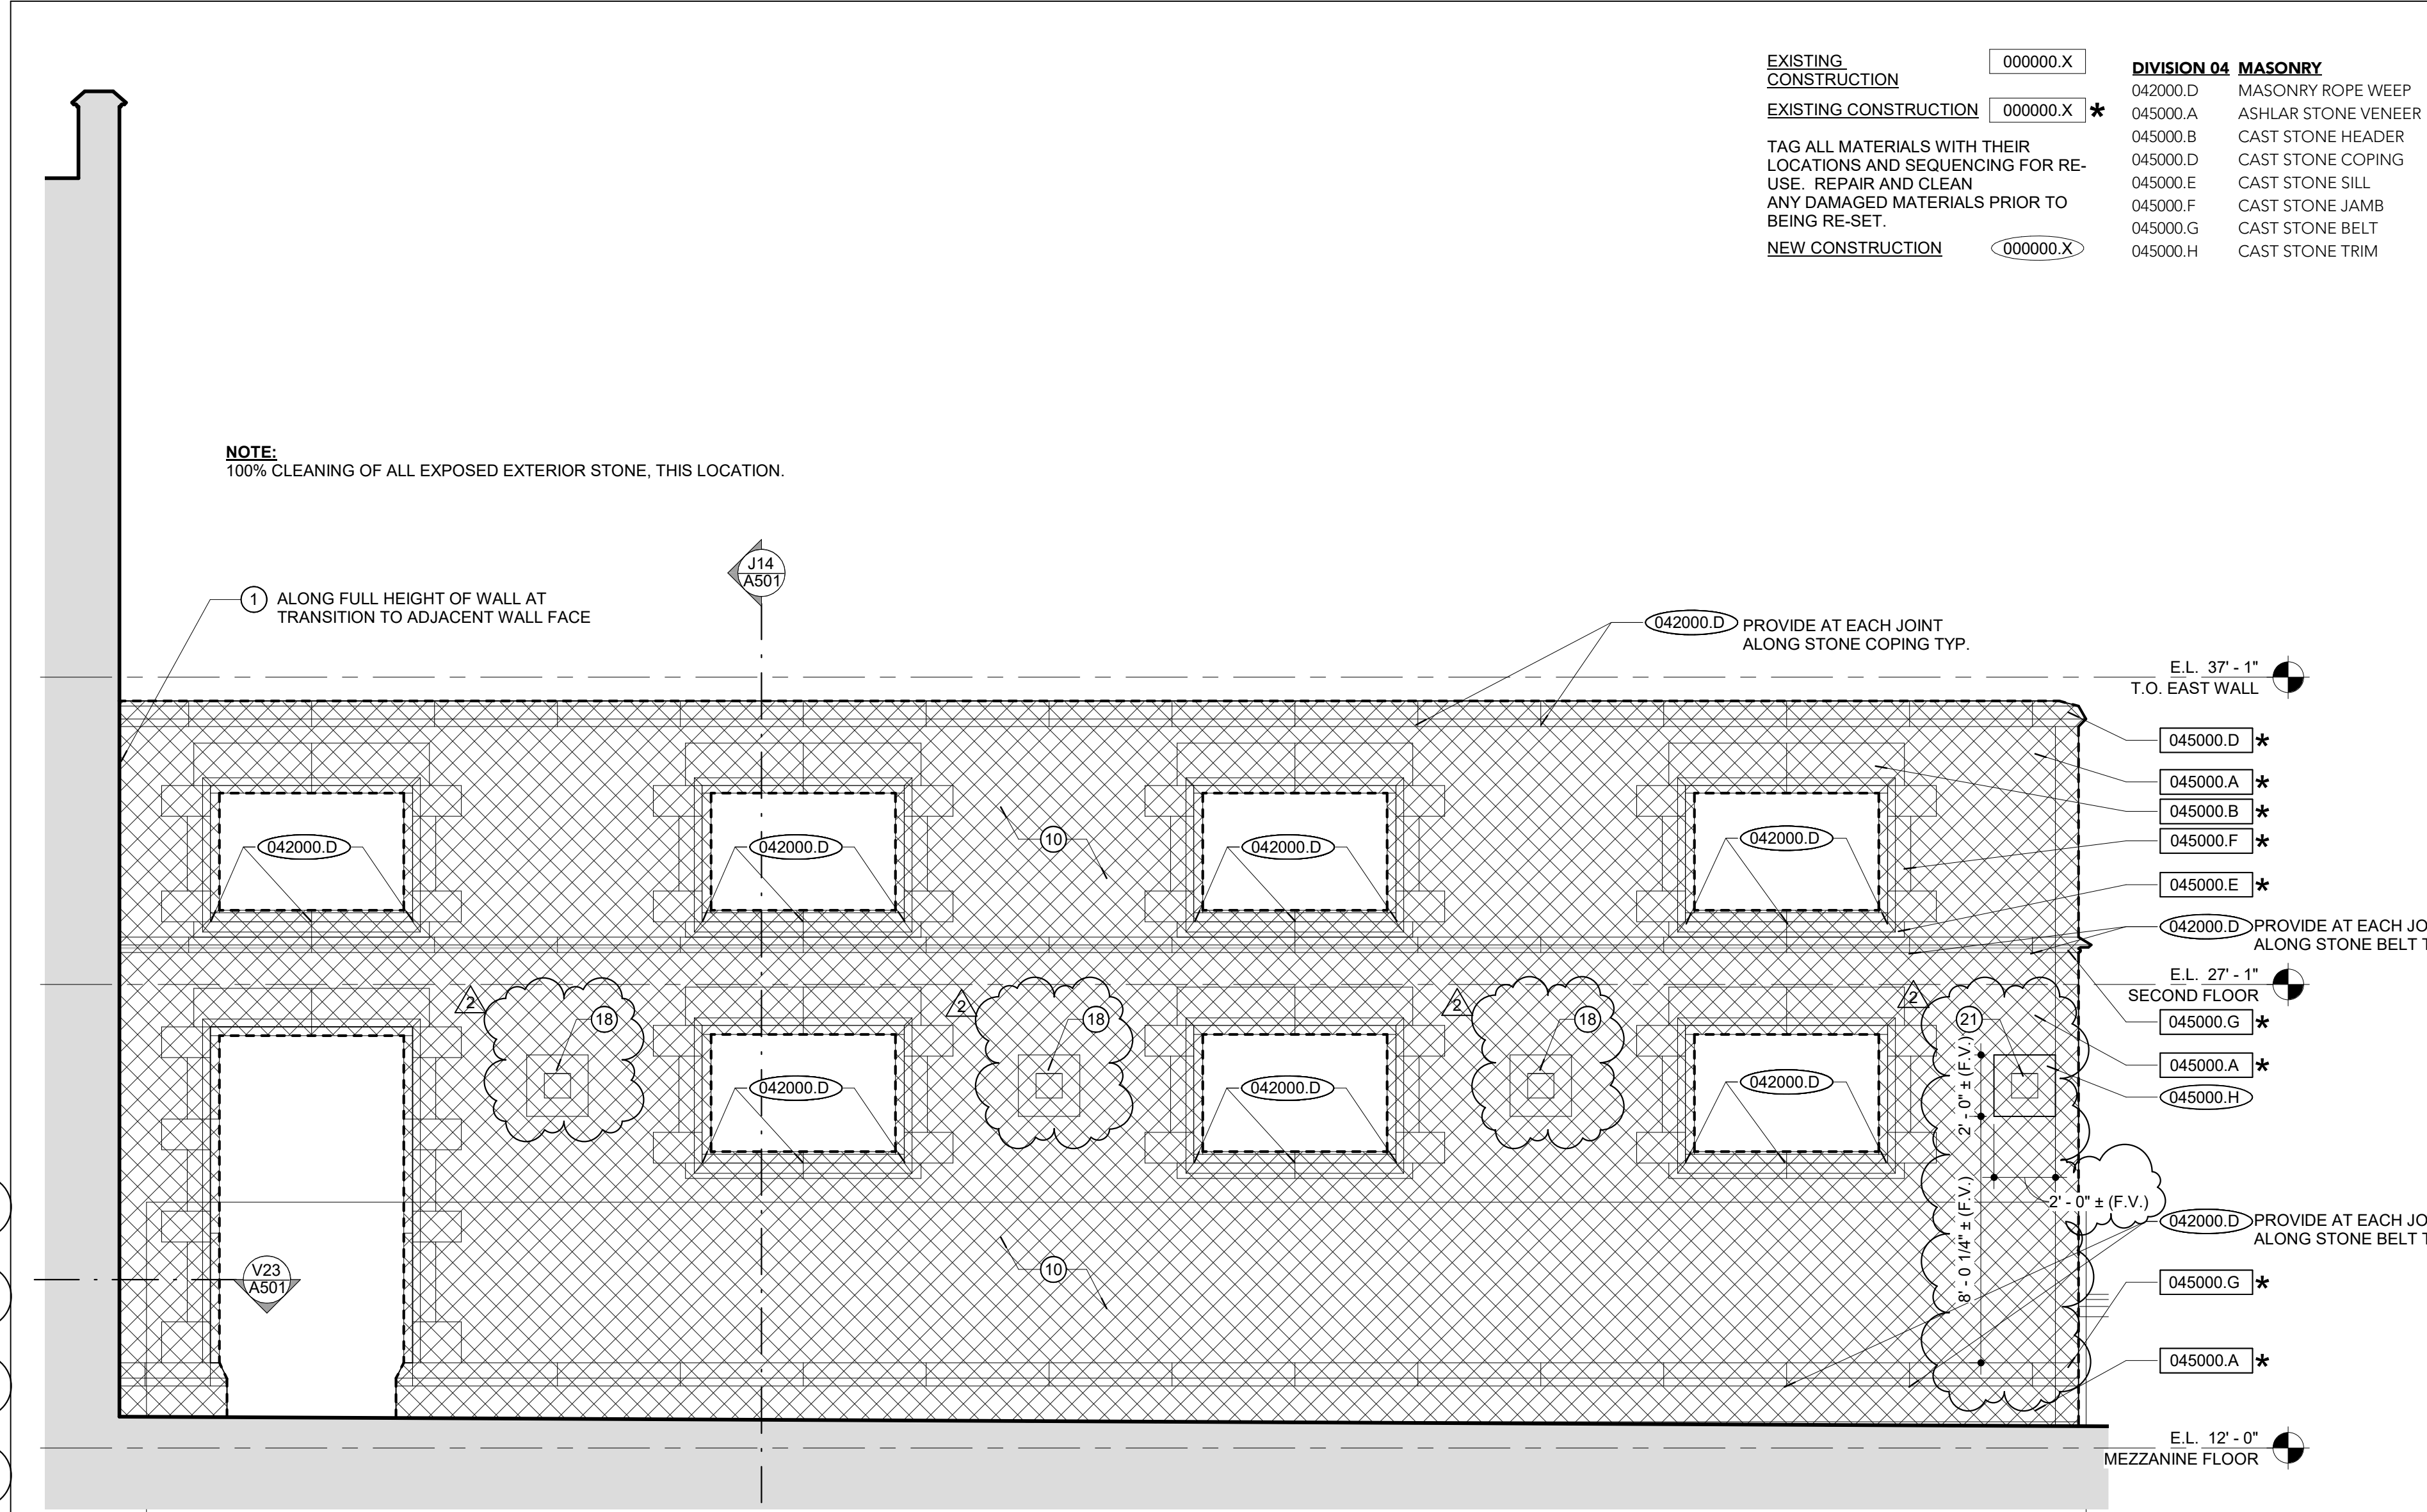 EXISTING
CONSTRUCTION
000000.X
EXISTING CONSTRUCTION
000000.X *
TAG ALL MATERIALS WITH THEIR
LOCATIONS AND SEQUENCING FOR RE-
USE. REPAIR AND CLEAN
ANY DAMAGED MATERIALS PRIOR TO
BEING RE-SET.
NEW CONSTRUCTION
000000.X
DIVISION 04 MASONRY
042000.D MASONRY ROPE WEEP
045000.A ASHLAR STONE VENEER
045000.B CAST STONE HEADER
045000.D CAST STONE COPING
045000.E CAST STONE SILL
045000.F CAST STONE JAMB
045000.G CAST STONE BELT
045000.H CAST STONE TRIM
NOTE:
100% CLEANING OF ALL EXPOSED EXTERIOR STONE, THIS LOCATION.
J14
A501
1 ALONG FULL HEIGHT OF WALL AT
TRANSITION TO ADJACENT WALL FACE
042000.D PROVIDE AT EACH JOINT
ALONG STONE COPING TYP.
E.L. 37' - 1"
T.O. EAST WALL
045000.D *
045000.A *
045000.B *
045000.F *
045000.E *
042000.D
042000.D
10
042000.D
042000.D
042000.D PROVIDE AT EACH JO
ALONG STONE BELT T
E.L. 27' - 1"
SECOND FLOOR
045000.G *
045000.A *
045000.H
2
18
2
18
2
18
2
21
042000.D
042000.D
042000.D
2' - 0" ± (F.V.)
2' - 0" ± (F.V.)
8' - 0 1/4" ± (F.V.)
042000.D PROVIDE AT EACH JO
ALONG STONE BELT T
V23
A501
10
045000.G *
045000.A *
E.L. 12' - 0"
MEZZANINE FLOOR